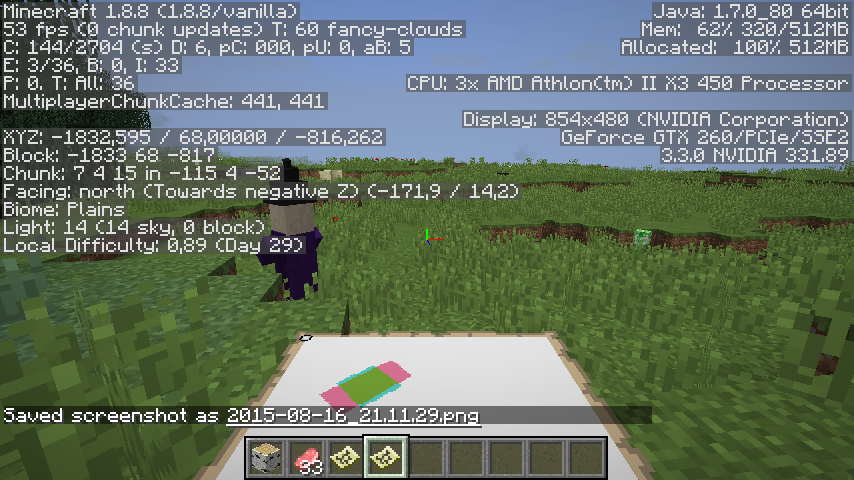 Minecraft 1.8.8 (1.8.8/vanilla)
53 fps (0 chunk updates) T: 60 fancy-clouds
C: 144/2704 (s) D: 6, pC: 000, pU: 0, aB: 5
E: 3/36, B: 0, I: 33
P: 0, T: All: 36
MultiplayerChunkCache: 441, 441
XYZ: -1832,595 / 68,00000 / -816,262
Block: -1833 68 -817
Chunk: 7 4 15 in -115 4 -52
Facing: north (Towards negative Z) (-171,9 / 14,2)
Biome: Plains
Light: 14 (14 sky, 0 block)
Local Difficulty: 0,89 (Day 29)
Java: 1.7.0_80 64bit
Mem: 62% 320/512MB
Allocated: 100% 512MB
CPU: 3x AMD Athlon(tm) II X3 450 Processor
Display: 854x480 (NVIDIA Corporation)
GeForce GTX 260/PCIe/SSE2
3.3.0 NVIDIA 331.89
Saved screenshot as 2015-08-16_21.11.29.png